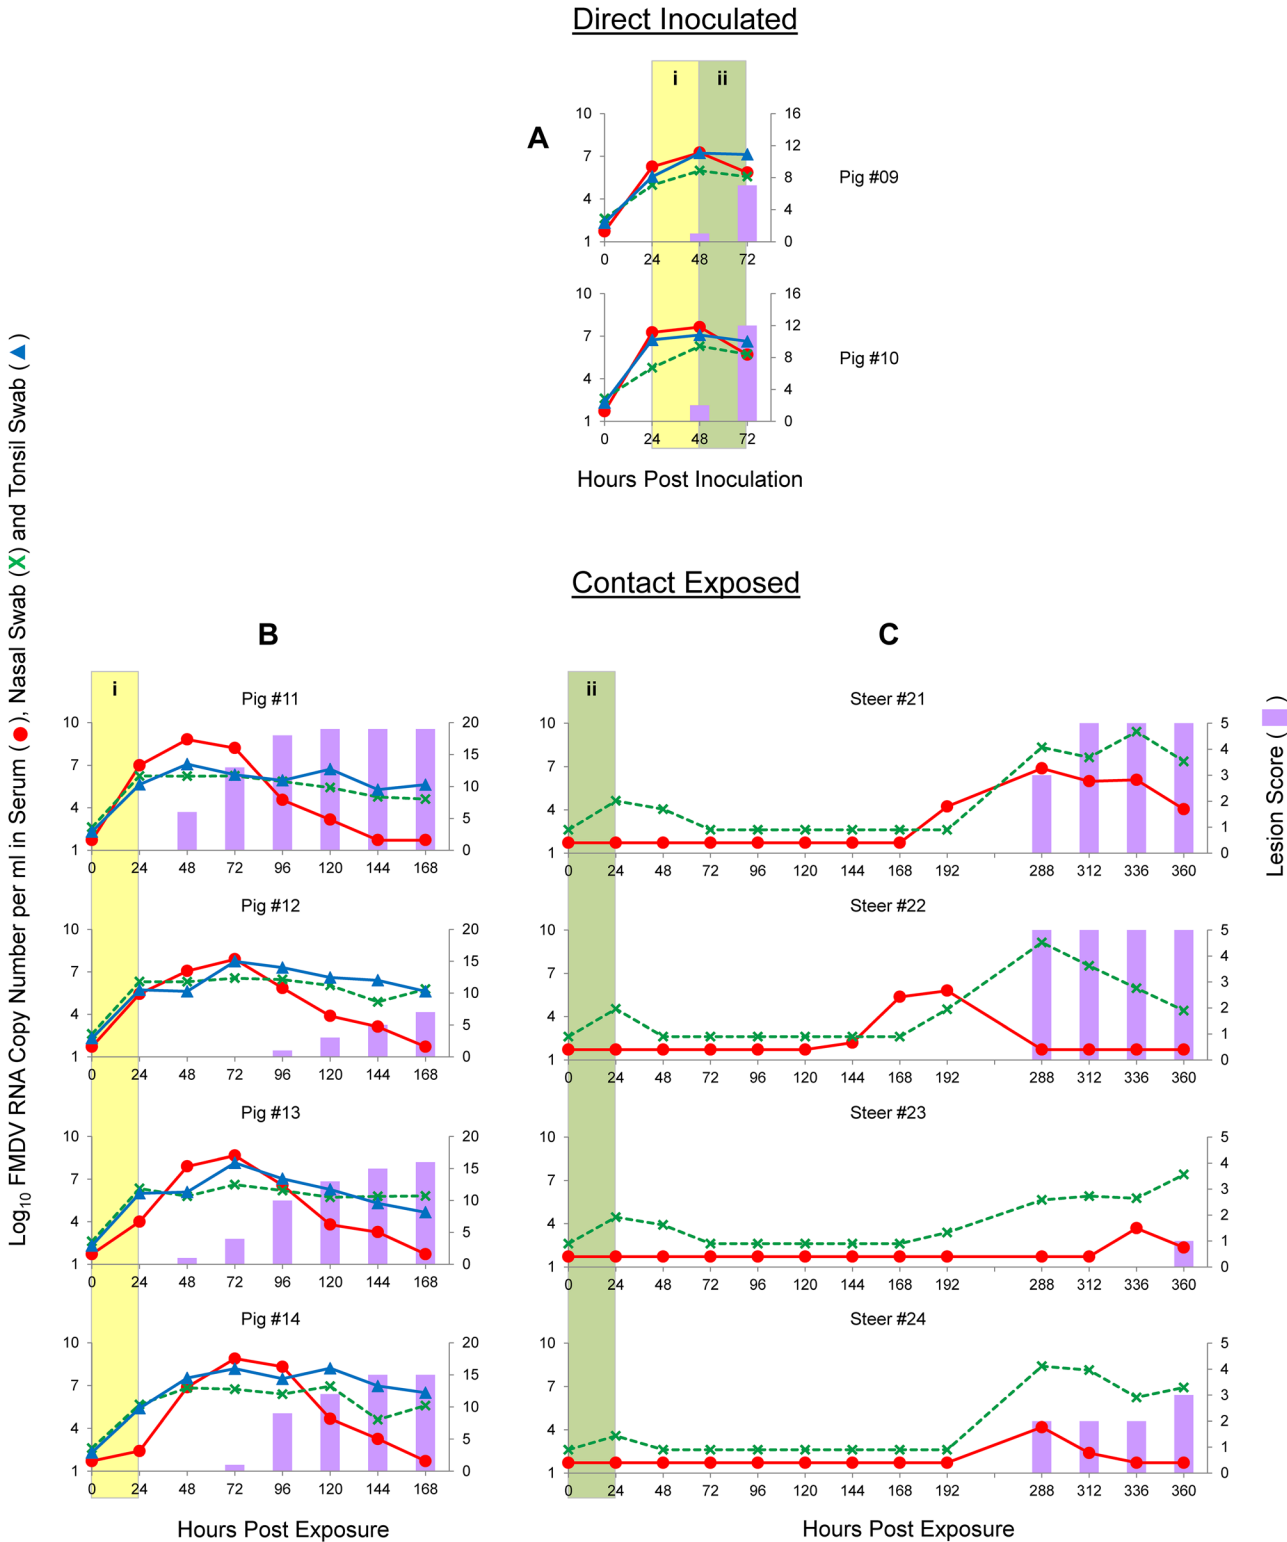 Direct Inoculated
i ii
A
10 16
7 12
8
4 4
1 0
0 24 48 72
Pig #09
10 16
7 12
8
4 4
1 0
0 24 48 72
Pig #10
Hours Post Inoculation
Log10 FMDV RNA Copy Number per ml in Serum ( ), Nasal Swab (X) and Tonsil Swab ( )
Contact Exposed
B
i
Pig #11
10 20
7 15
10
4 5
1 0
0 24 48 72 96 120 144 168
Pig #12
10 20
7 15
10
4 5
1 0
0 24 48 72 96 120 144 168
Pig #13
10 20
7 15
10
4 5
1 0
0 24 48 72 96 120 144 168
Pig #14
10 20
7 15
10
4 5
1 0
0 24 48 72 96 120 144 168
Hours Post Exposure
C
ii
Steer #21
10 5
4
7 3
2
4 1
1 0
0 24 48 72 96 120 144 168 192 288 312 336 360
Steer #22
10 5
4
7 3
2
4 1
1 0
0 24 48 72 96 120 144 168 192 288 312 336 360
Steer #23
10 5
4
7 3
2
4 1
1 0
0 24 48 72 96 120 144 168 192 288 312 336 360
Steer #24
10 5
4
7 3
2
4 1
1 0
0 24 48 72 96 120 144 168 192 288 312 336 360
Hours Post Exposure
Lesion Score ( )